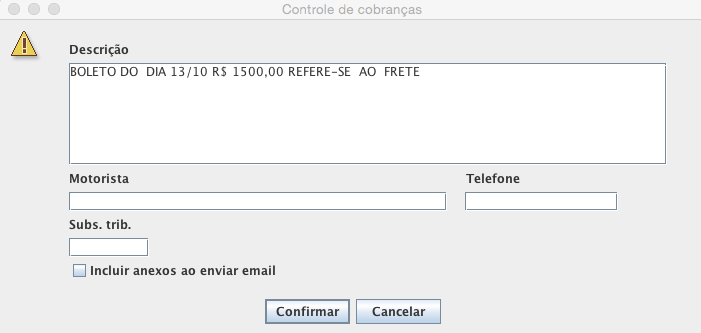 Controle de cobranças
Descrição
BOLETO DO  DIA 13/10 R$ 1500,00 REFERE-SE  AO  FRETE
Motorista
Telefone
Subs. trib.
Incluir anexos ao enviar email
Confirmar
Cancelar